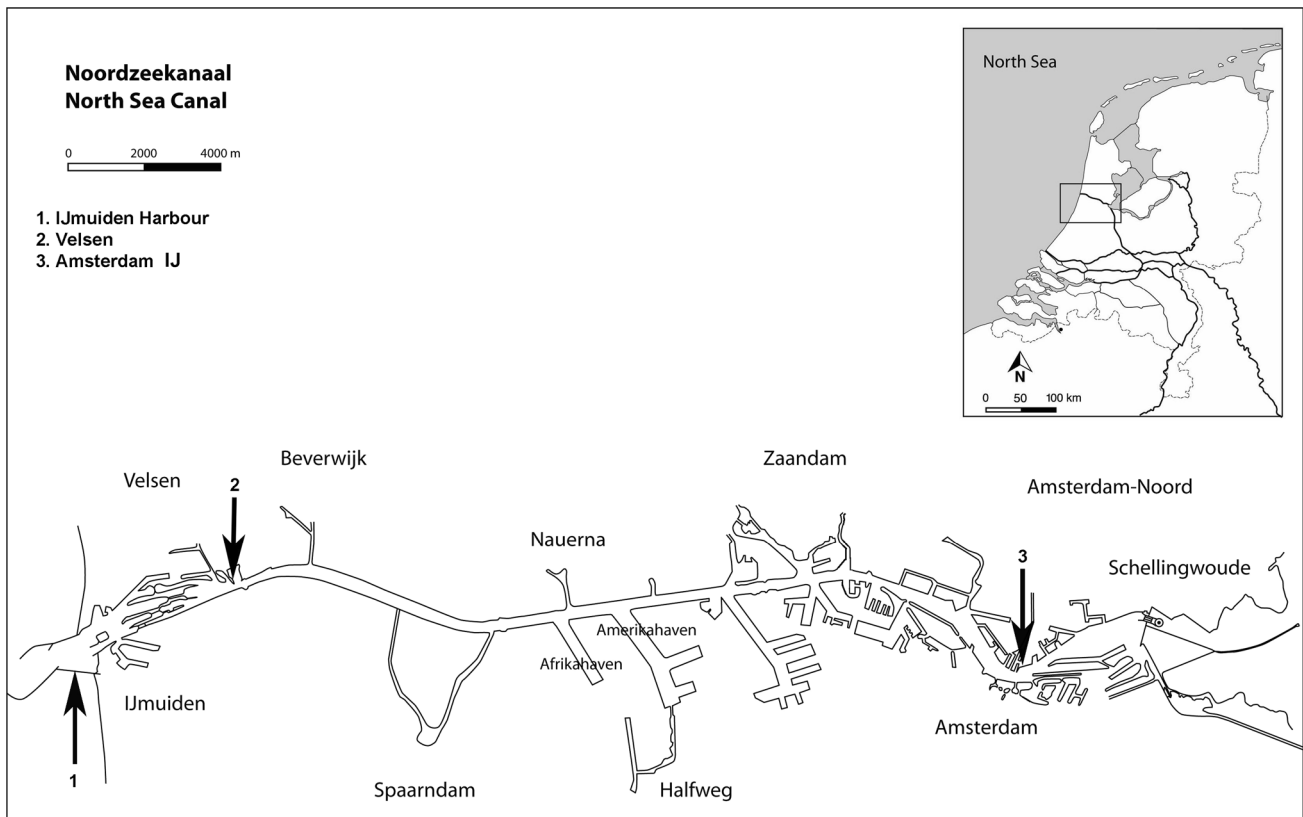 Noordzeekanaal
North Sea Canal
0 2000 4000 m
1. IJmuiden Harbour
2. Velsen
3. Amsterdam IJ
North Sea
N
0 50 100 km
Beverwijk
Zaandam
Velsen
2
Amsterdam-Noord
Nauerna
3
Schellingwoude
Amerikahaven
Afrikahaven
IJmuiden
Amsterdam
1
Spaarndam
Halfweg